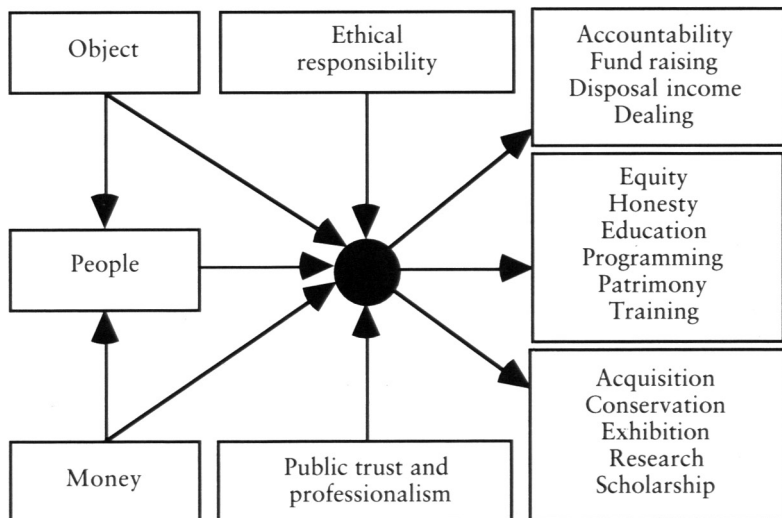 Object
Ethical
responsibility
Accountability
Fund raising
Disposal income
Dealing
People
Equity
Honesty
Education
Programming
Patrimony
Training
Money
Public trust and
professionalism
Acquisition
Conservation
Exhibition
Research
Scholarship